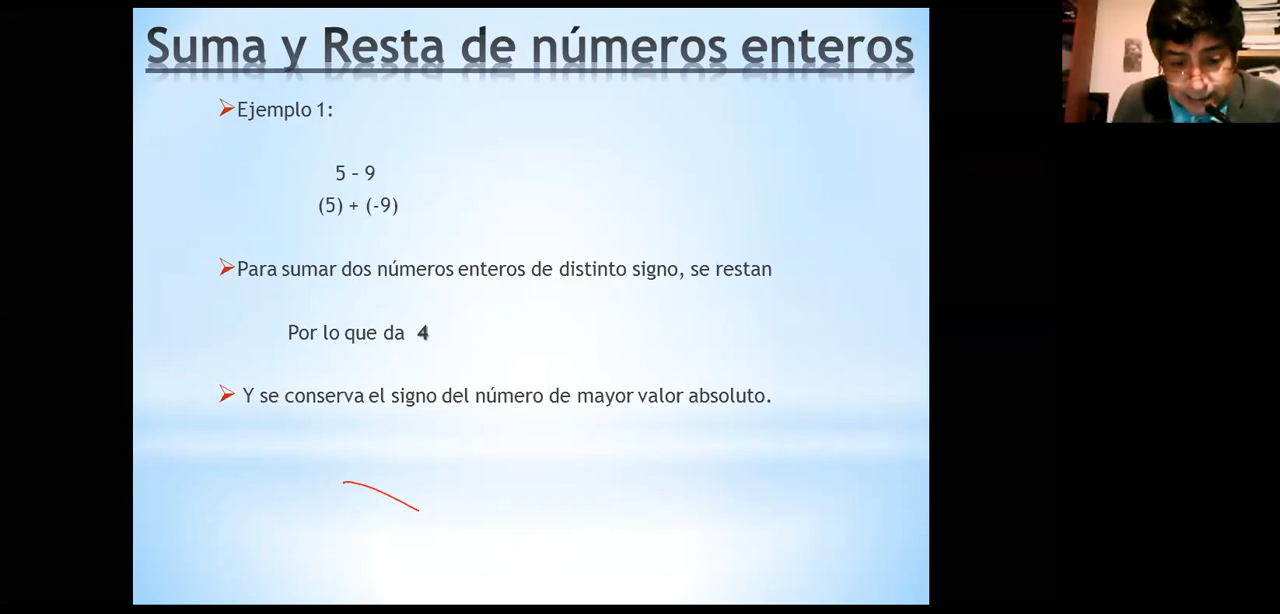 Suma y Resta de números enteros
Ejemplo 1:
5 – 9
(5) + (-9)
Para sumar dos números enteros de distinto signo, se restan
Por lo que da 4
Y se conserva el signo del número de mayor valor absoluto.